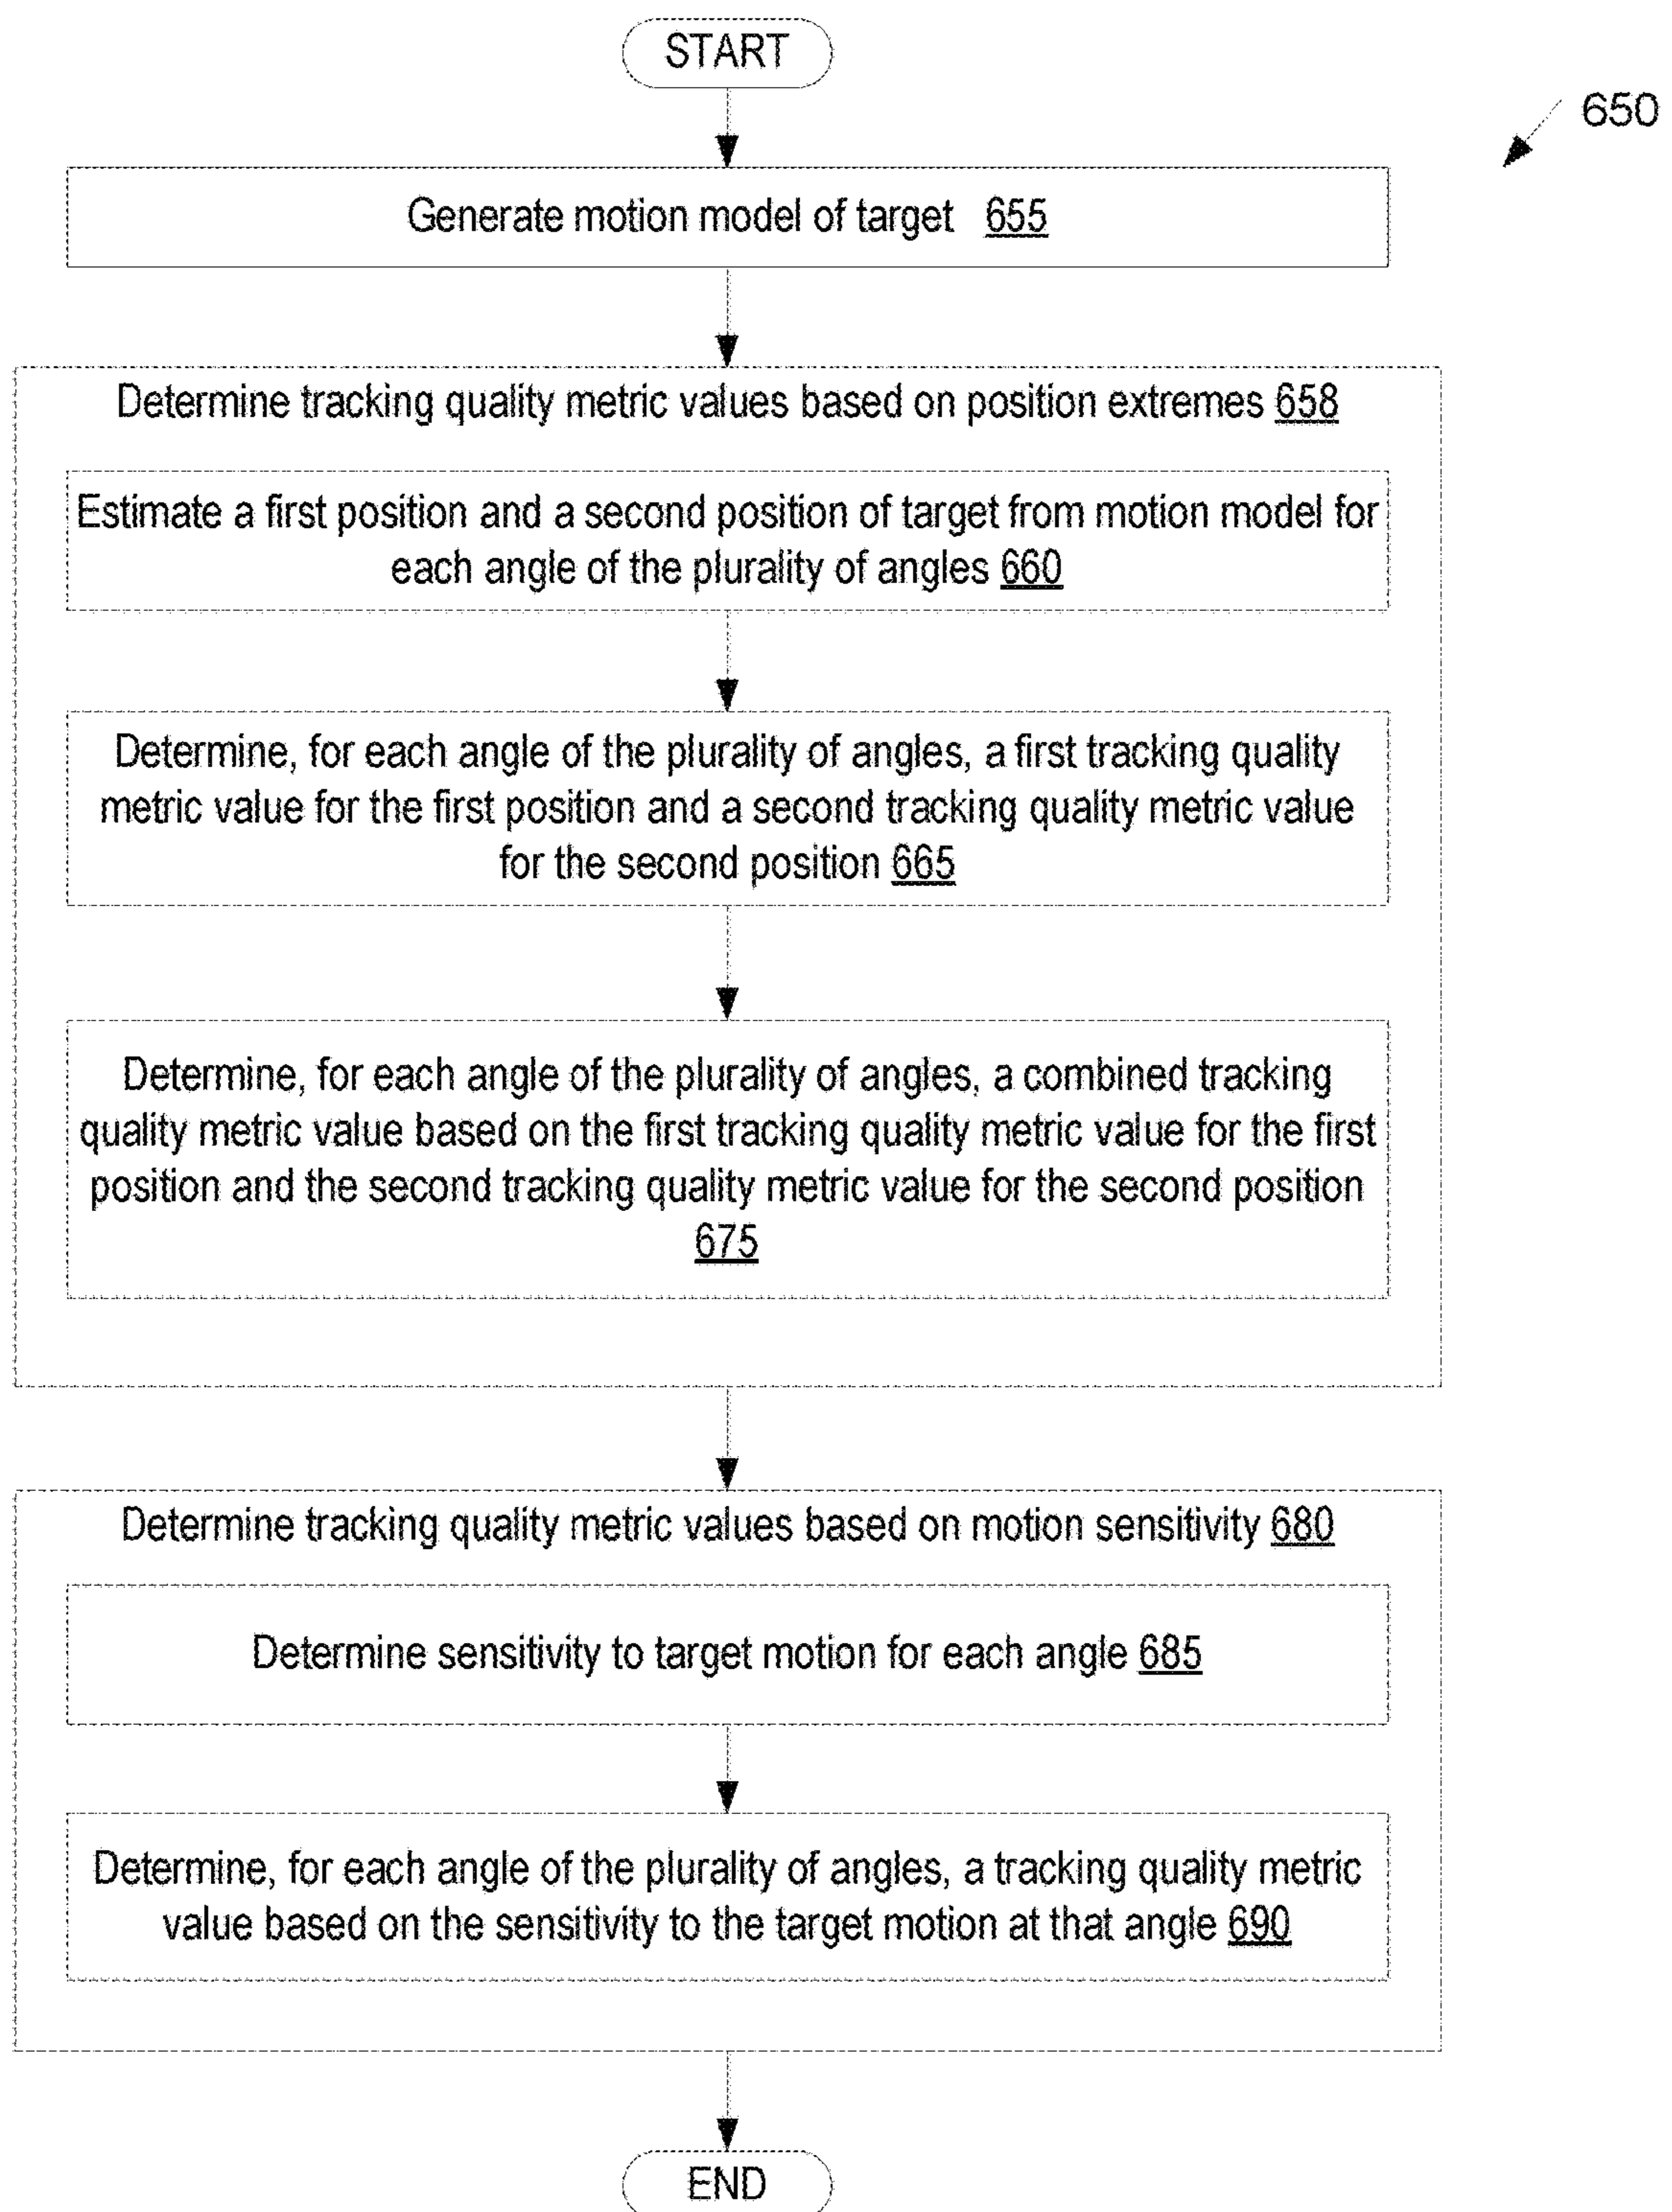 START
650
Generate motion model of target 655
Determine tracking quality metric values based on position extremes 658
Estimate a first position and a second position of target from motion model for
each angle of the plurality of angles 660
Determine, for each angle of the plurality of angles, a first tracking quality
metric value for the first position and a second tracking quality metric value
for the second position 665
Determine, for each angle of the plurality of angles, a combined tracking
quality metric value based on the first tracking quality metric value for the first
position and the second tracking quality metric value for the second position
675
Determine tracking quality metric values based on motion sensitivity 680
Determine sensitivity to target motion for each angle 685
Determine, for each angle of the plurality of angles, a tracking quality metric
value based on the sensitivity to the target motion at that angle 690
END